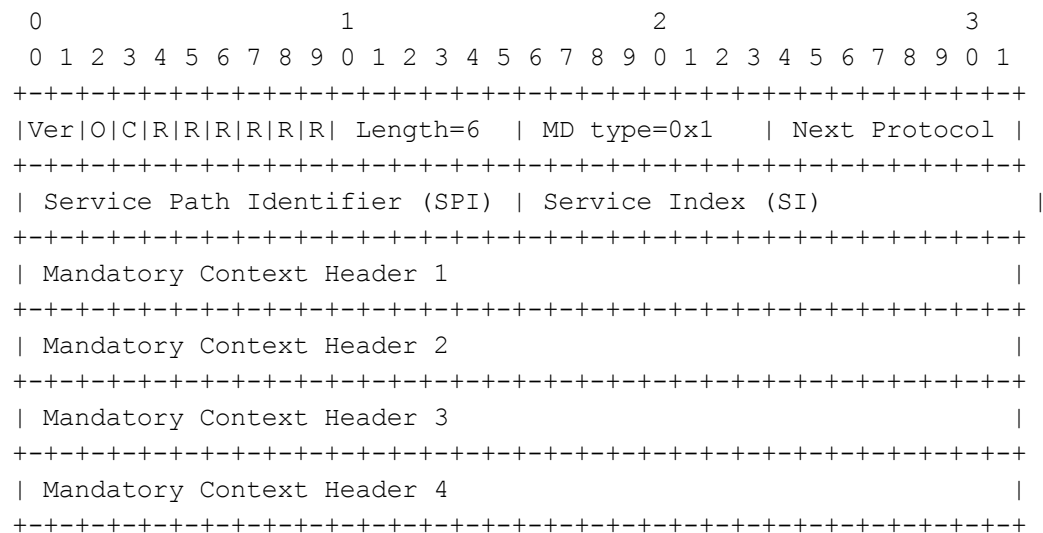 0                   1                   2                   3
 0 1 2 3 4 5 6 7 8 9 0 1 2 3 4 5 6 7 8 9 0 1 2 3 4 5 6 7 8 9 0 1
+-+-+-+-+-+-+-+-+-+-+-+-+-+-+-+-+-+-+-+-+-+-+-+-+-+-+-+-+-+-+-+-+
|Ver|O|C|R|R|R|R|R|R| Length=6  | MD type=0x1   | Next Protocol |
+-+-+-+-+-+-+-+-+-+-+-+-+-+-+-+-+-+-+-+-+-+-+-+-+-+-+-+-+-+-+-+-+
| Service Path Identifier (SPI) | Service Index (SI)              |
+-+-+-+-+-+-+-+-+-+-+-+-+-+-+-+-+-+-+-+-+-+-+-+-+-+-+-+-+-+-+-+-+
| Mandatory Context Header 1                                    |
+-+-+-+-+-+-+-+-+-+-+-+-+-+-+-+-+-+-+-+-+-+-+-+-+-+-+-+-+-+-+-+-+
| Mandatory Context Header 2                                    |
+-+-+-+-+-+-+-+-+-+-+-+-+-+-+-+-+-+-+-+-+-+-+-+-+-+-+-+-+-+-+-+-+
| Mandatory Context Header 3                                    |
+-+-+-+-+-+-+-+-+-+-+-+-+-+-+-+-+-+-+-+-+-+-+-+-+-+-+-+-+-+-+-+-+
| Mandatory Context Header 4                                    |
+-+-+-+-+-+-+-+-+-+-+-+-+-+-+-+-+-+-+-+-+-+-+-+-+-+-+-+-+-+-+-+-+